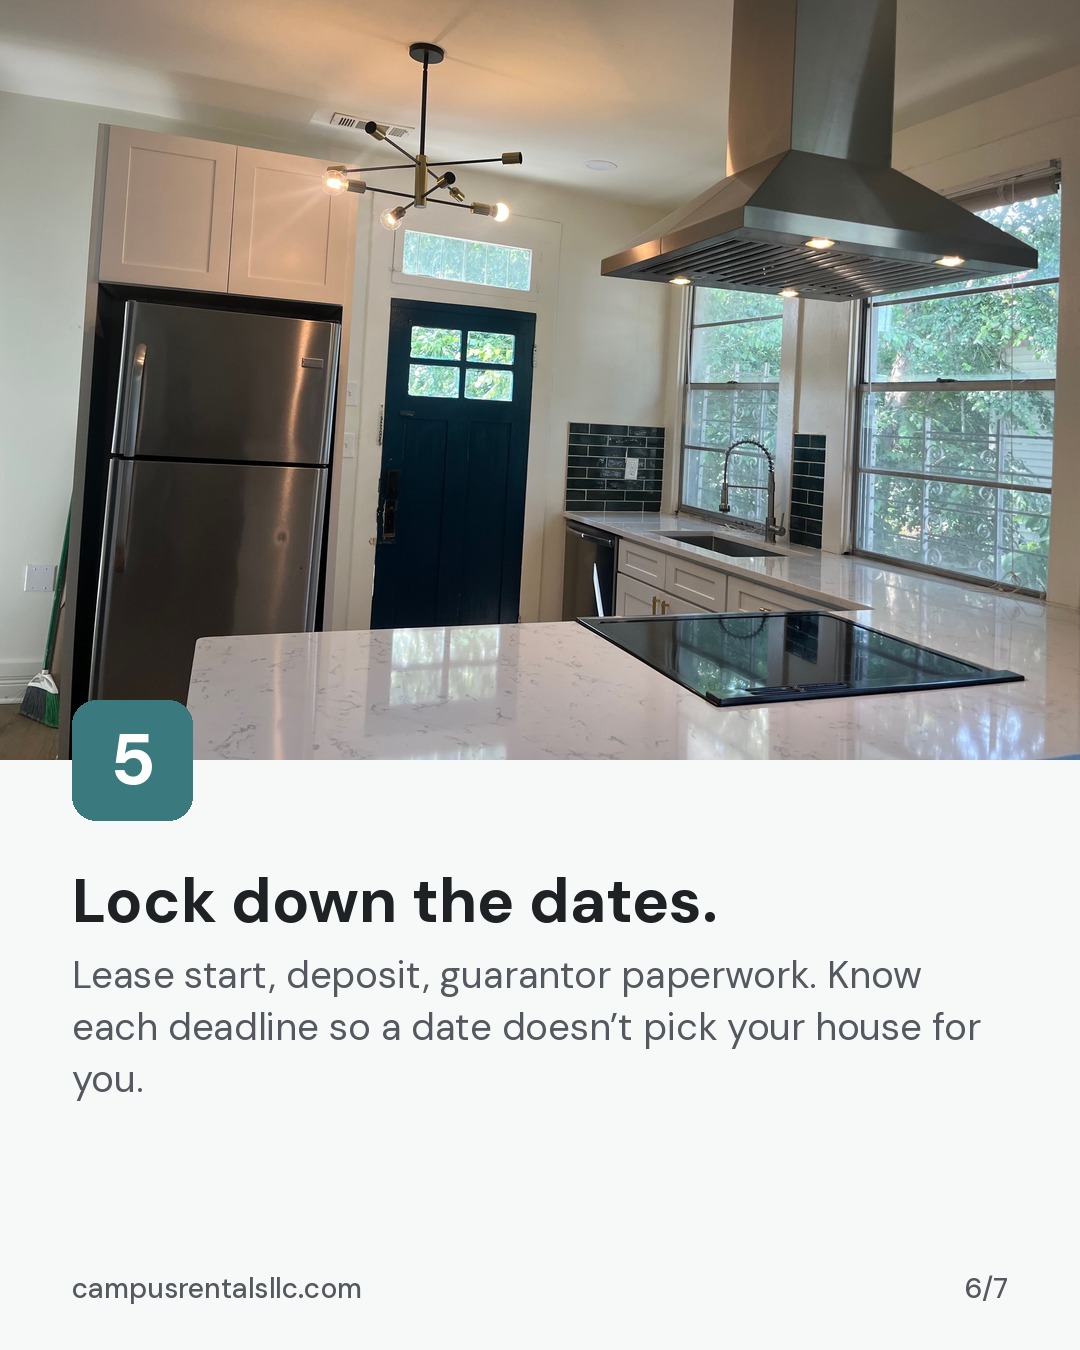 5
Lock down the dates.
Lease start, deposit, guarantor paperwork. Know
each deadline so a date doesn’t pick your house for
you.
campusrentalsllc.com
6/7